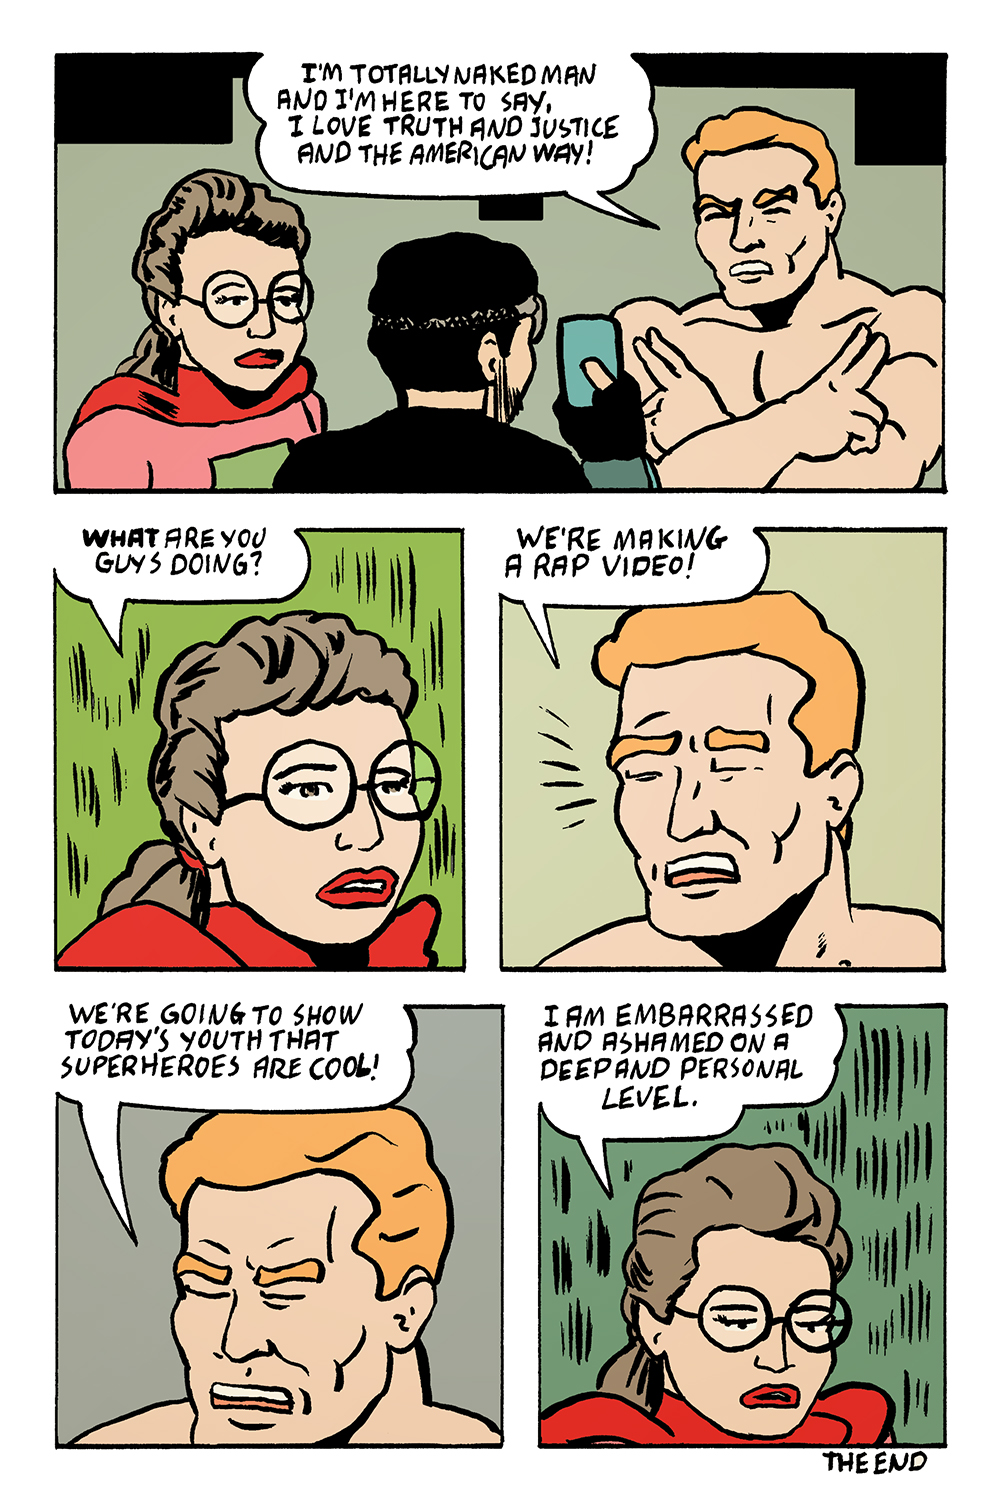 I'M TOTALLY NAKED MAN
AND I'M HERE TO SAY,
I LOVE TRUTH AND JUSTICE
AND THE AMERICAN WAY!
WHAT ARE YOU
GUYS DOING?
WE'RE MAKING
A RAP VIDEO!
WE'RE GOING TO SHOW
TODAY'S YOUTH THAT
SUPERHEROES ARE COOL!
I AM EMBARRASSED
AND ASHAMED ON A
DEEP AND PERSONAL
LEVEL.
THE END